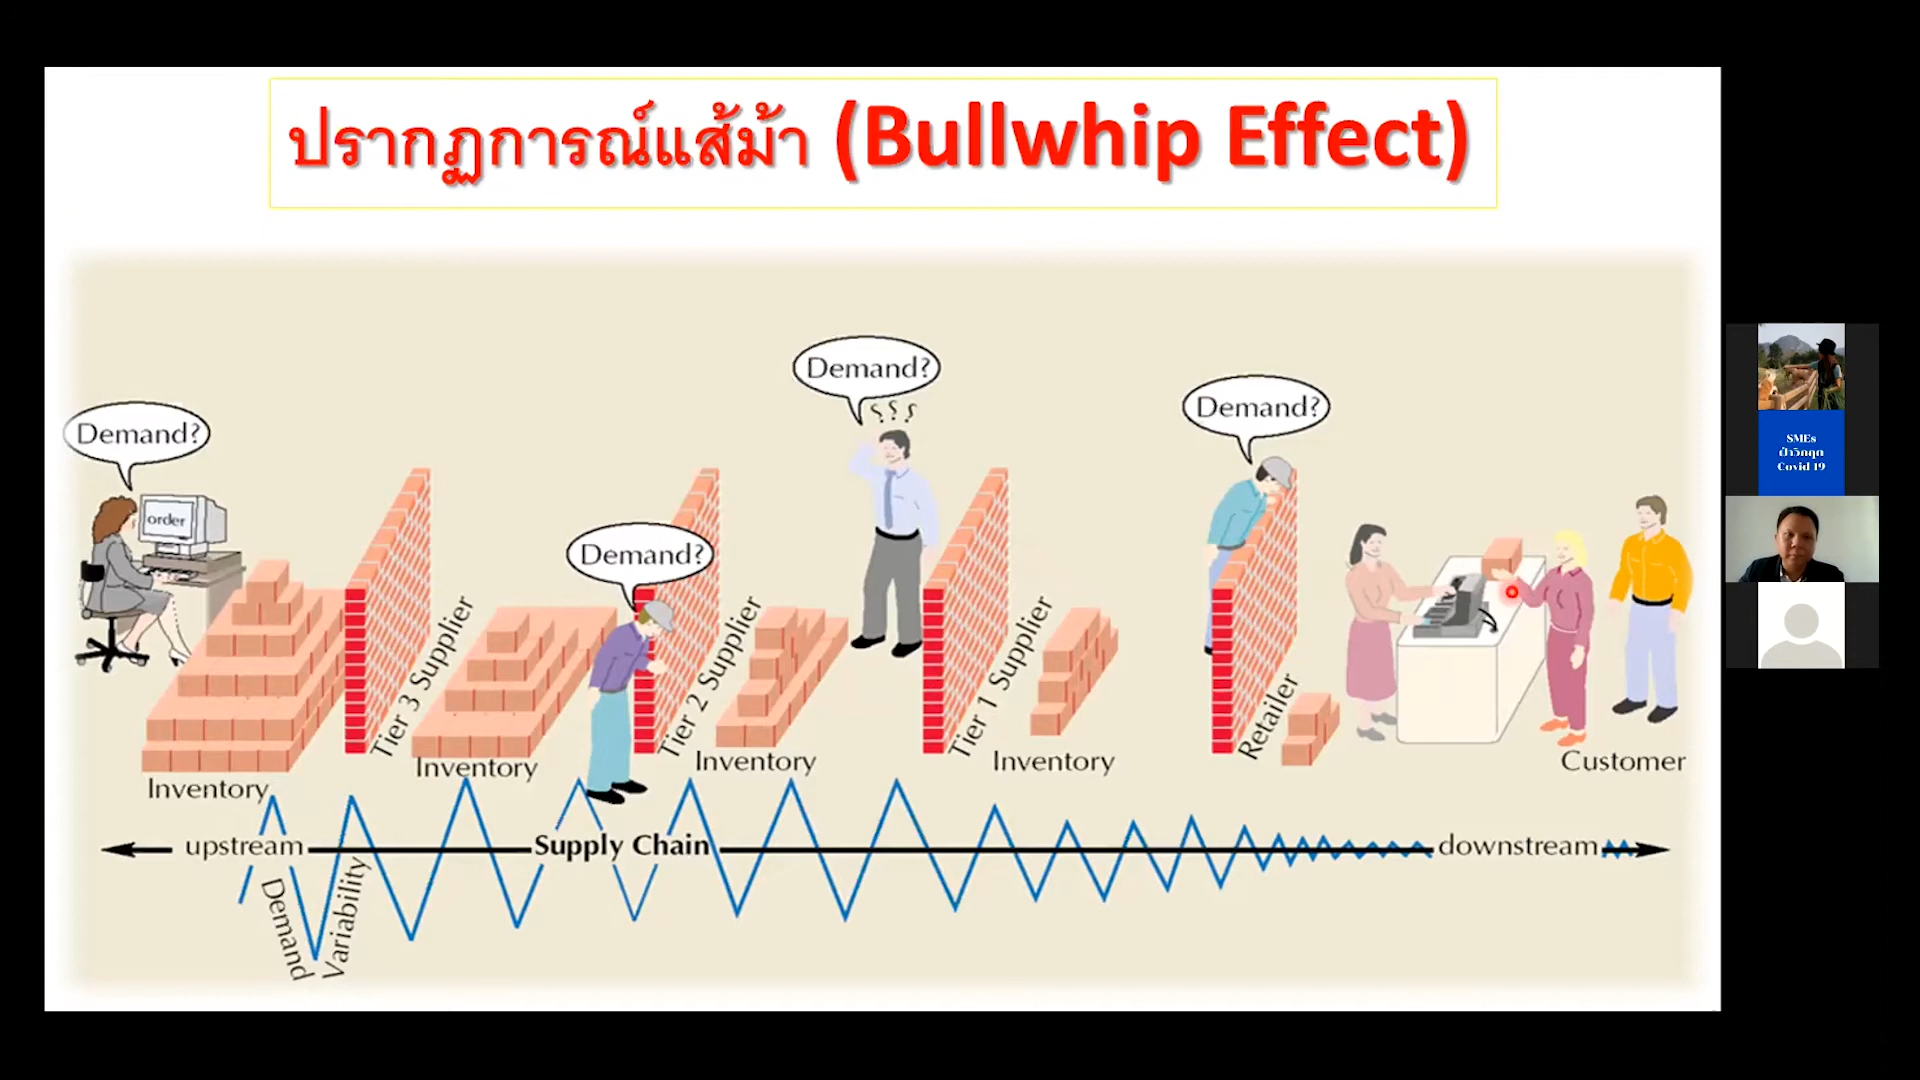 ปรากฏการณ์แส้ม้า (Bullwhip Effect)
Demand?
Demand?
Demand?
Demand?
order
Tier 3 Supplier
Tier 2 Supplier
Tier 1 Supplier
Retailer
Inventory
Inventory
Inventory
Inventory
Customer
upstream
Supply Chain
downstream
Demand
Variability
SMEs
ฝ่าวิกฤต
Covid 19